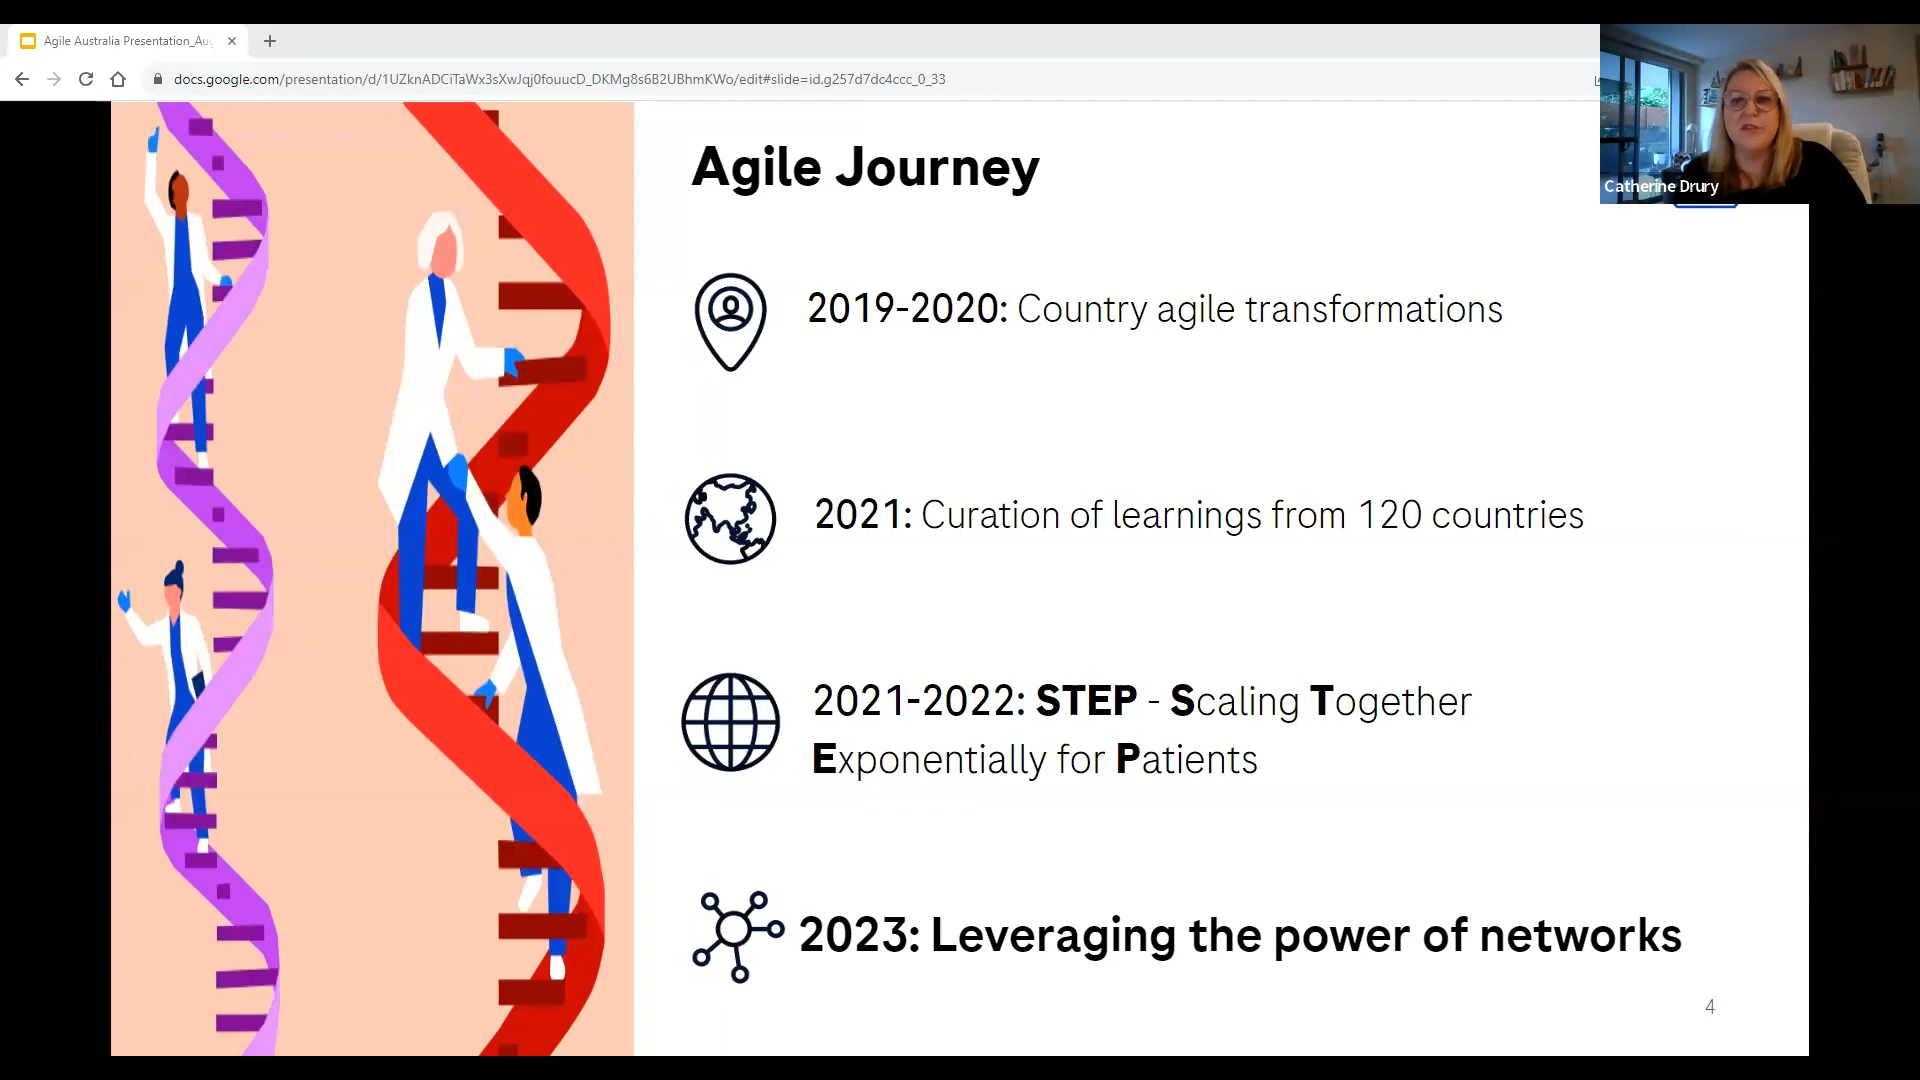 Agile Australia Presentation_Au
docs.google.com/presentation/d/1UZknADCiTaWx3sXwJqj0fouucD_DKMg8s6B2UBhmKWo/edit#slide=id.g257d7dc4ccc_0_33
Catherine Drury
Agile Journey
2019-2020: Country agile transformations
2021: Curation of learnings from 120 countries
2021-2022: STEP - Scaling Together
Exponentially for Patients
2023: Leveraging the power of networks
4